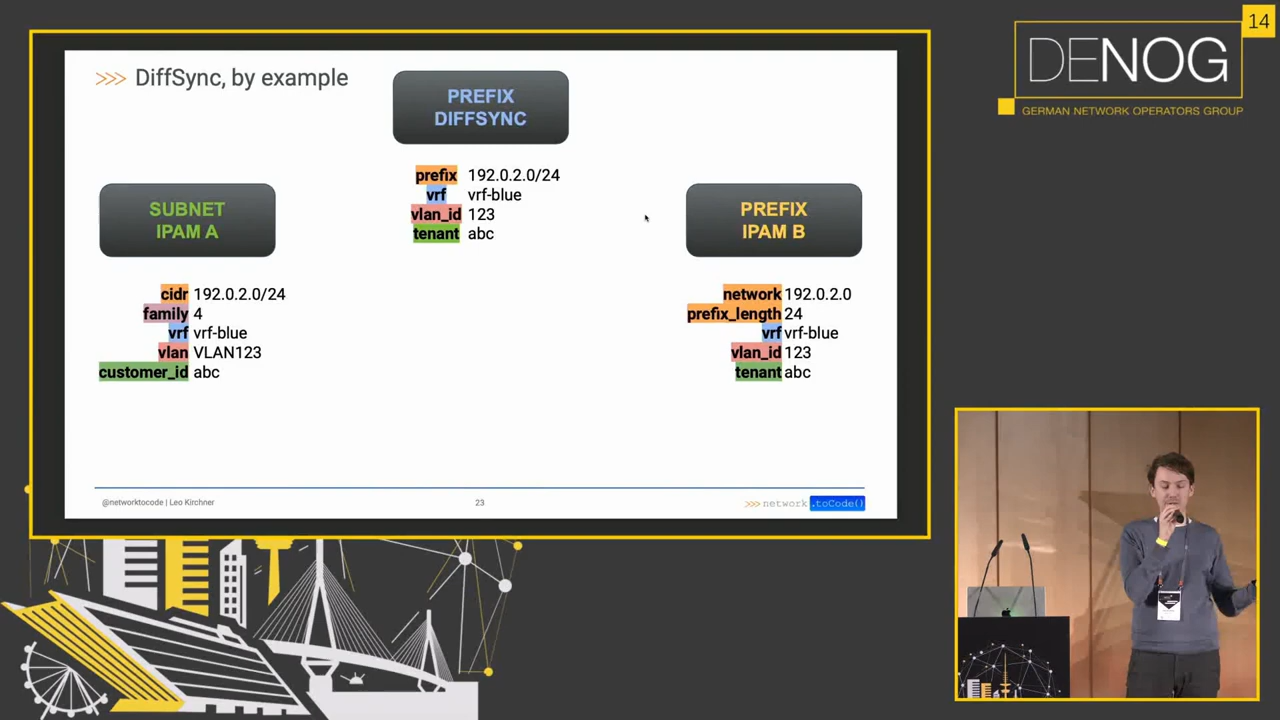 14
DENOG
GERMAN NETWORK OPERATORS GROUP
>>> DiffSync, by example
PREFIX
DIFFSYNC
prefix 192.0.2.0/24
vrf vrf-blue
vlan_id 123
tenant abc
SUBNET
IPAM A
cidr 192.0.2.0/24
family 4
vrf vrf-blue
vlan VLAN123
customer_id abc
PREFIX
IPAM B
network 192.0.2.0
prefix_length 24
vrf vrf-blue
vlan_id 123
tenant abc
@networktocode | Leo Kirchner
23
>>> network .toCode()